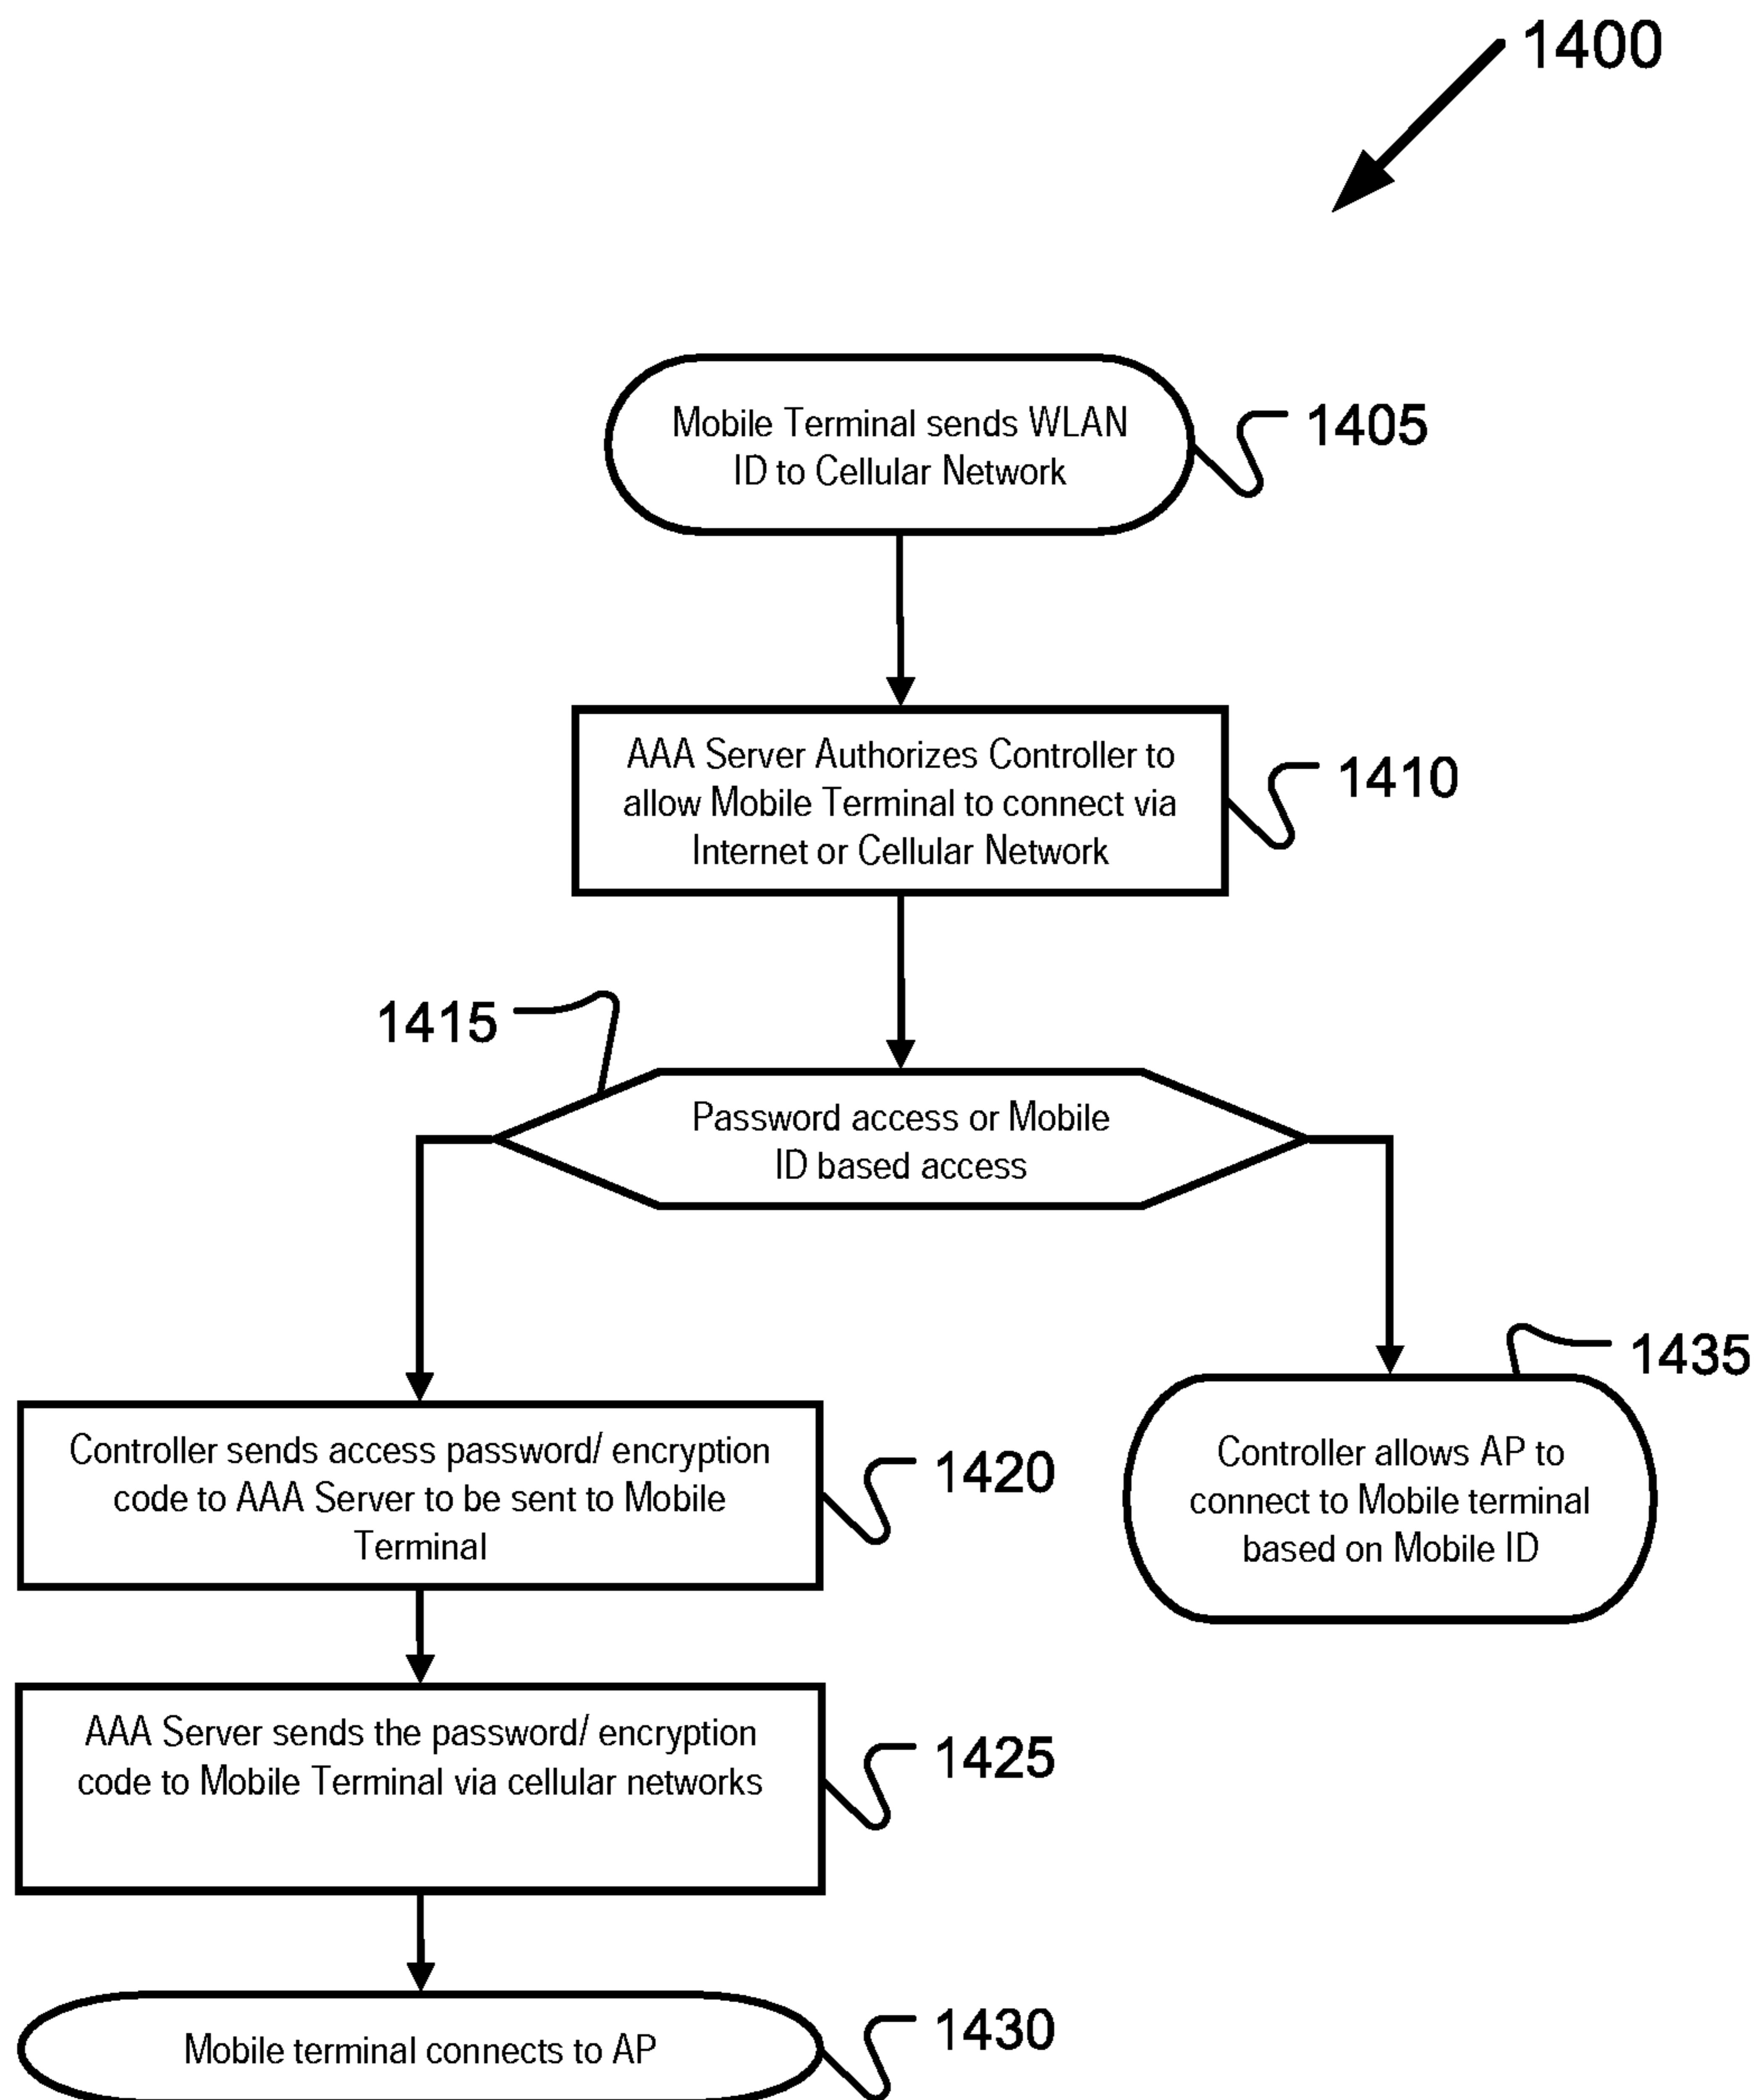 1400
Mobile Terminal sends WLAN
ID to Cellular Network
1405
AAA Server Authorizes Controller to
allow Mobile Terminal to connect via
Internet or Cellular Network
1410
1415
Password access or Mobile
ID based access
1435
Controller sends access password/ encryption
code to AAA Server to be sent to Mobile
Terminal
1420
Controller allows AP to
connect to Mobile terminal
based on Mobile ID
AAA Server sends the password/ encryption
code to Mobile Terminal via cellular networks
1425
Mobile terminal connects to AP
1430